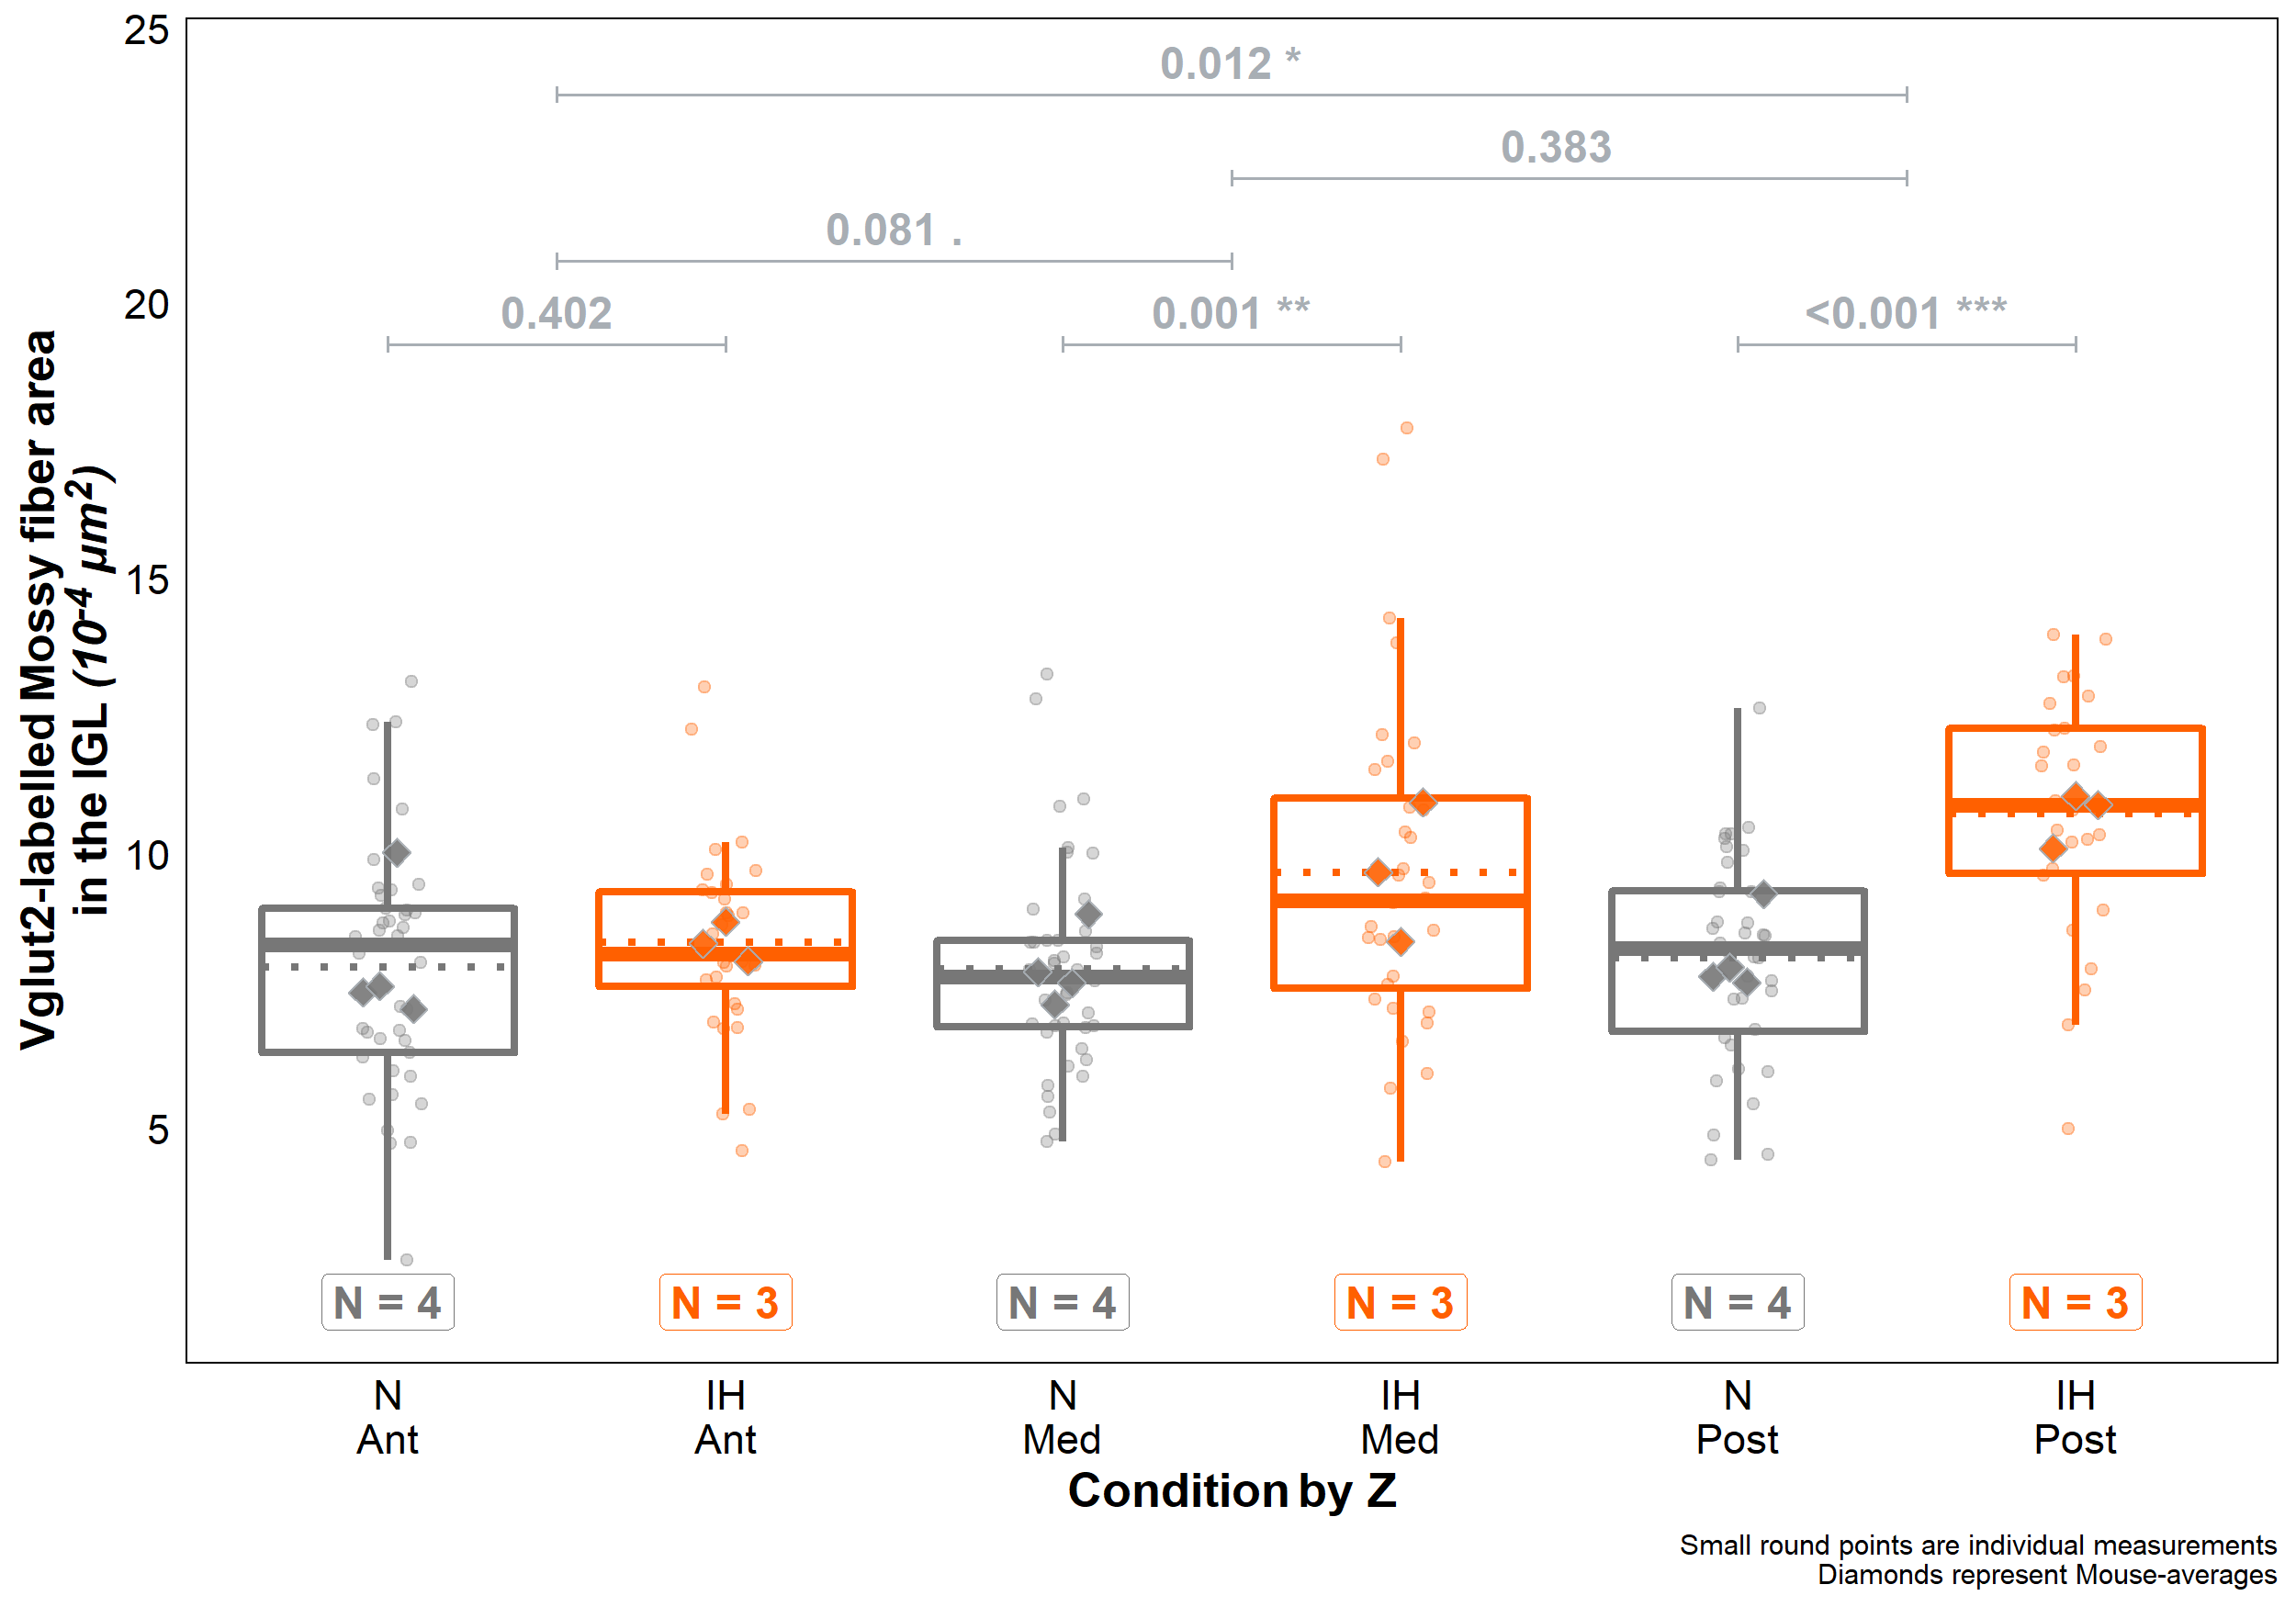 Vglut2-labelled Mossy fiber area
in the IGL (10⁻⁴ µm²)
25
20
15
10
5
0.012 *
0.383
0.081 .
0.402
0.001 **
<0.001 ***
N = 4
N = 3
N = 4
N = 3
N = 4
N = 3
N
Ant
IH
Ant
N
Med
IH
Med
N
Post
IH
Post
Condition by Z
Small round points are individual measurements
Diamonds represent Mouse-averages